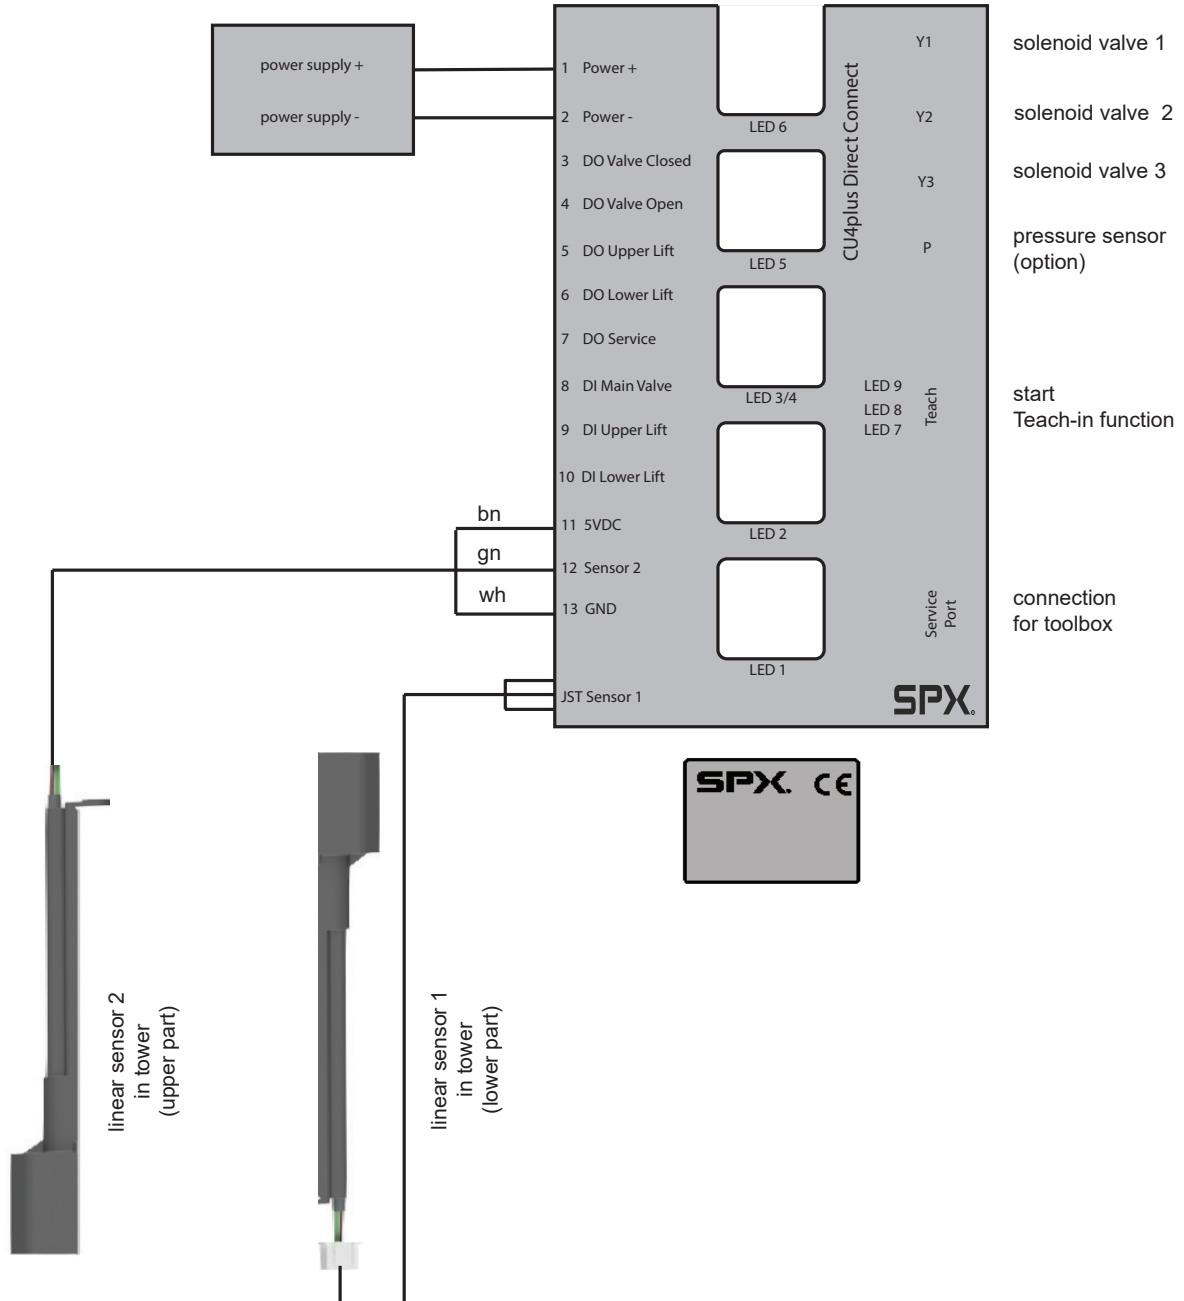 power supply +
power supply -
1 Power +
2 Power -
3 DO Valve Closed
4 DO Valve Open
5 DO Upper Lift
6 DO Lower Lift
7 DO Service
8 DI Main Valve
9 DI Upper Lift
10 DI Lower Lift
11 5VDC
12 Sensor 2
13 GND
JST Sensor 1
bn
gn
wh
LED 6
LED 5
LED 3/4
LED 2
LED 1
CU4plus Direct Connect
Y1
Y2
Y3
P
LED 9
LED 8
LED 7
Teach
Service
Port
SPX®
solenoid valve 1
solenoid valve 2
solenoid valve 3
pressure sensor
(option)
start
Teach-in function
connection
for toolbox
SPX. CE
linear sensor 2
in tower
(upper part)
linear sensor 1
in tower
(lower part)